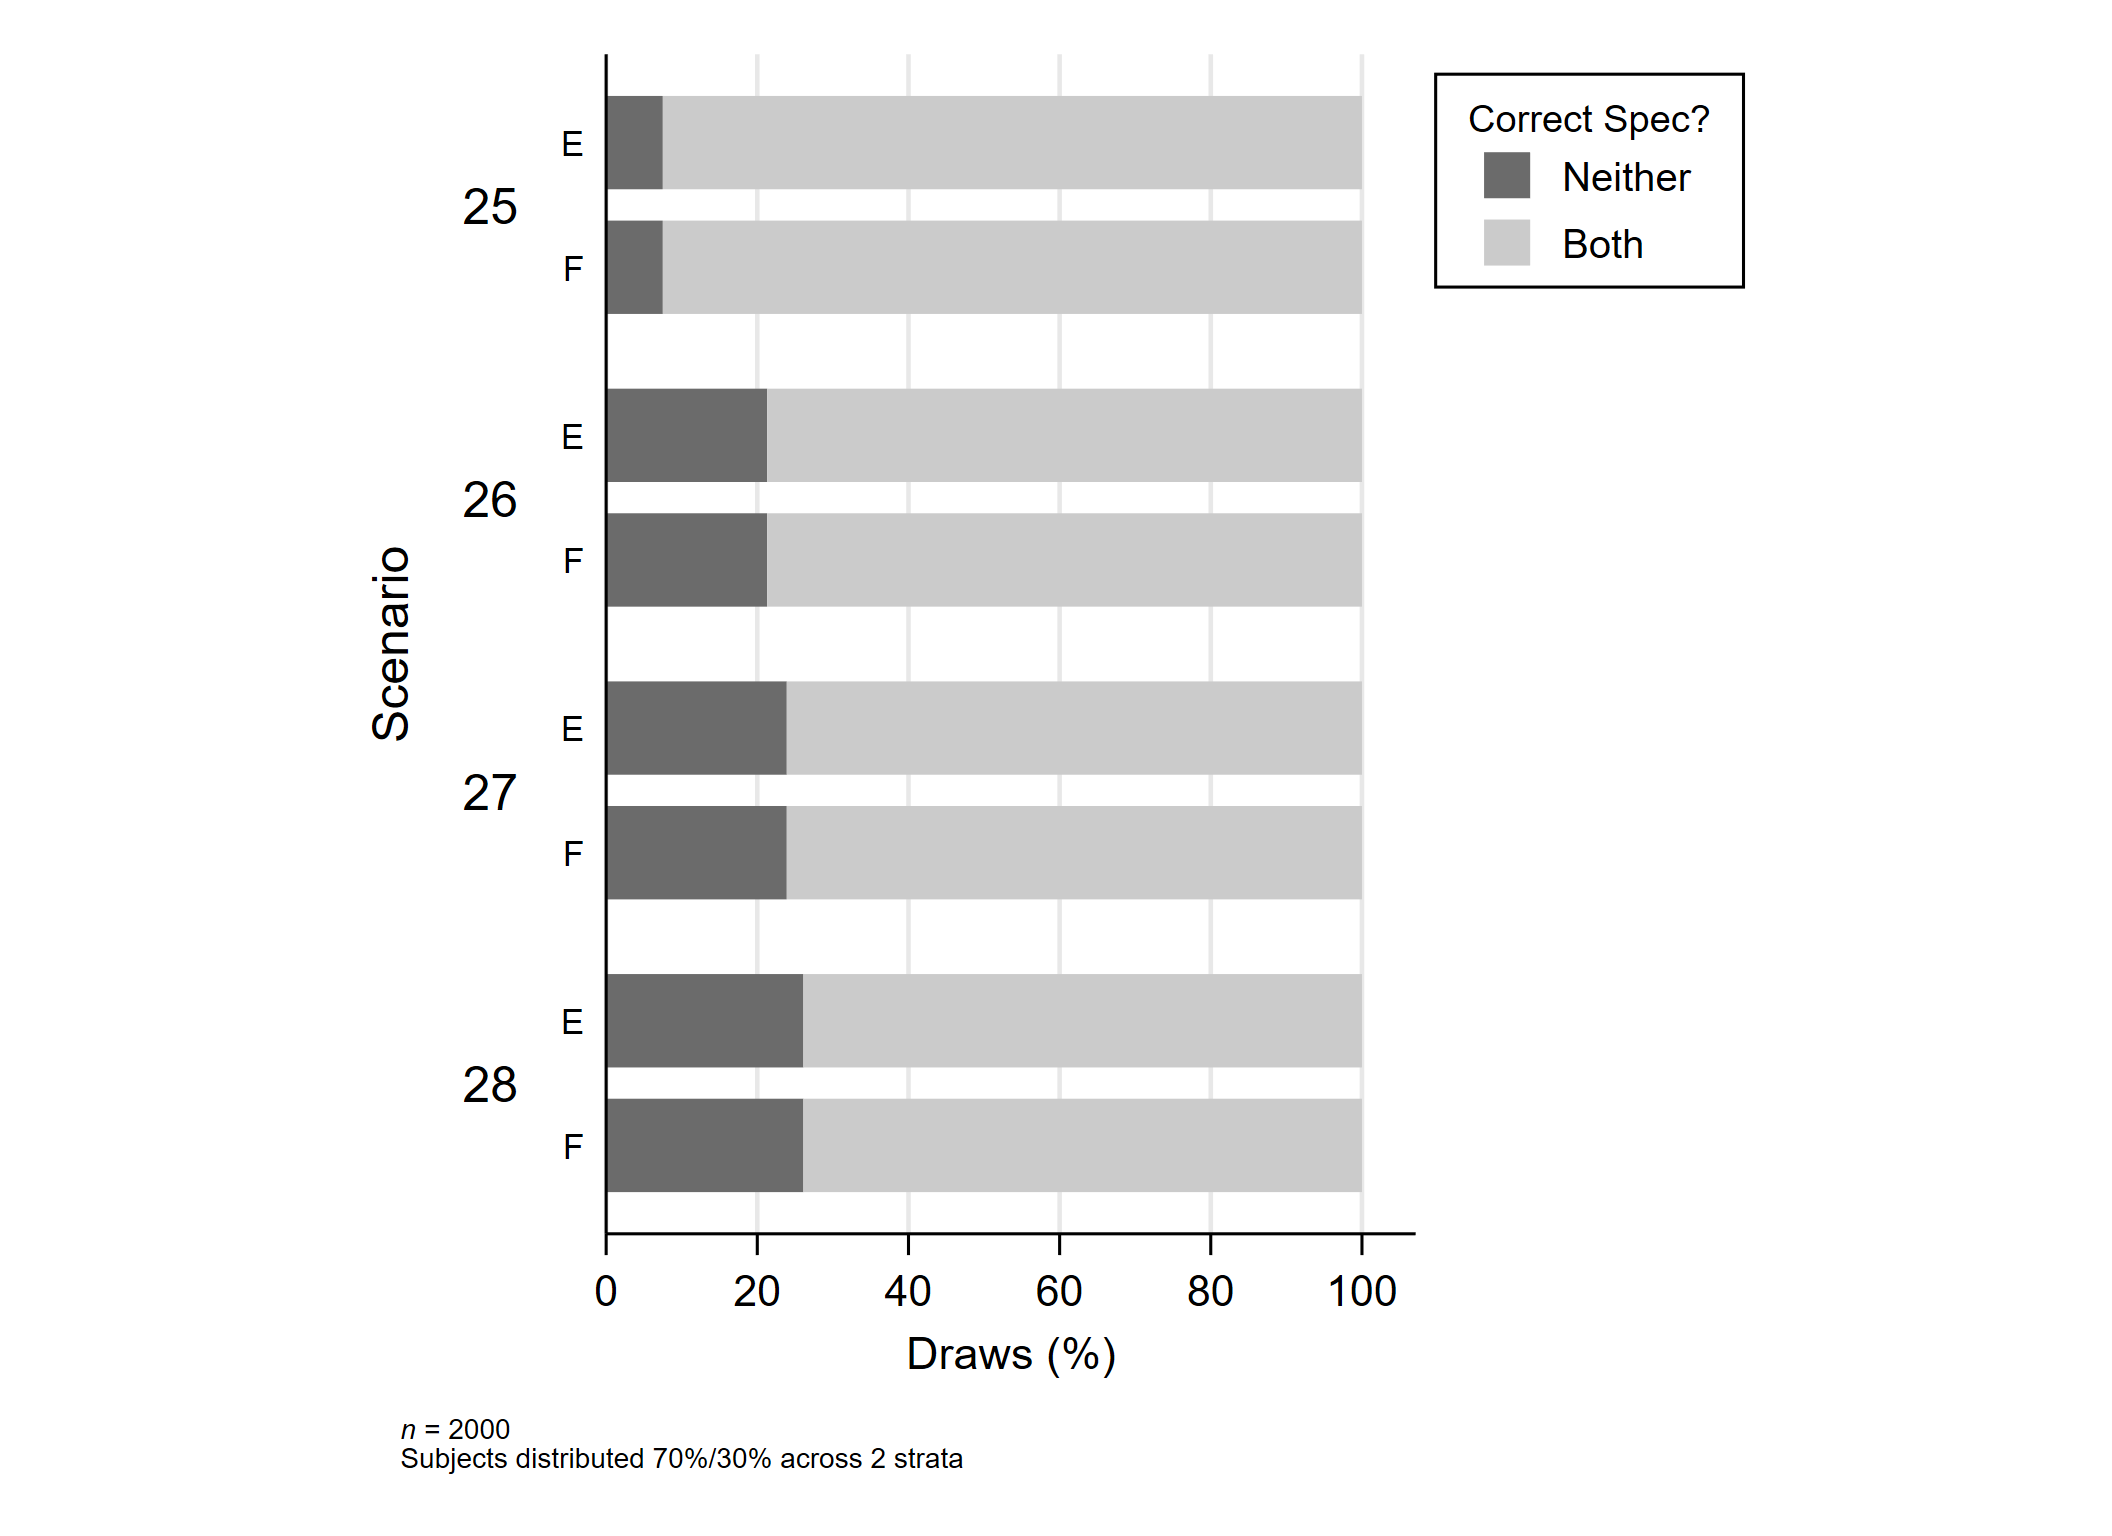 Correct Spec?
Neither
Both
Scenario
25
E
F
26
E
F
27
E
F
28
E
F
0 20 40 60 80 100
Draws (%)
n = 2000
Subjects distributed 70%/30% across 2 strata